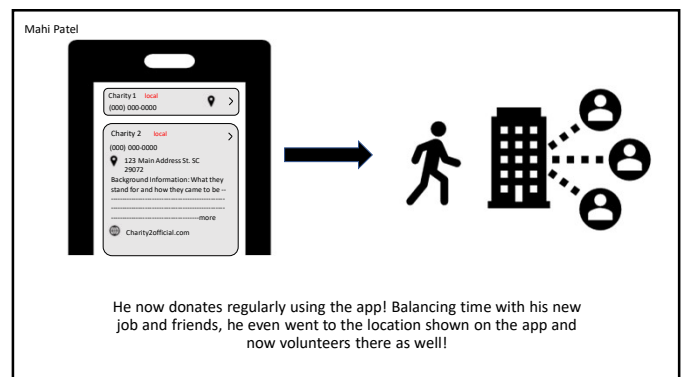 Mahi Patel
Charity 1 local
(000) 000-0000
Charity 2 local
(000) 000-0000
123 Main Address St. SC
29072
Background information: What they
stand for and how they came to be --
---------------------------------------------
---------------------------------------------
-----------------------------------more
Charity2official.com
He now donates regularly using the app! Balancing time with his new
job and friends, he even went to the location shown on the app and
now volunteers there as well!